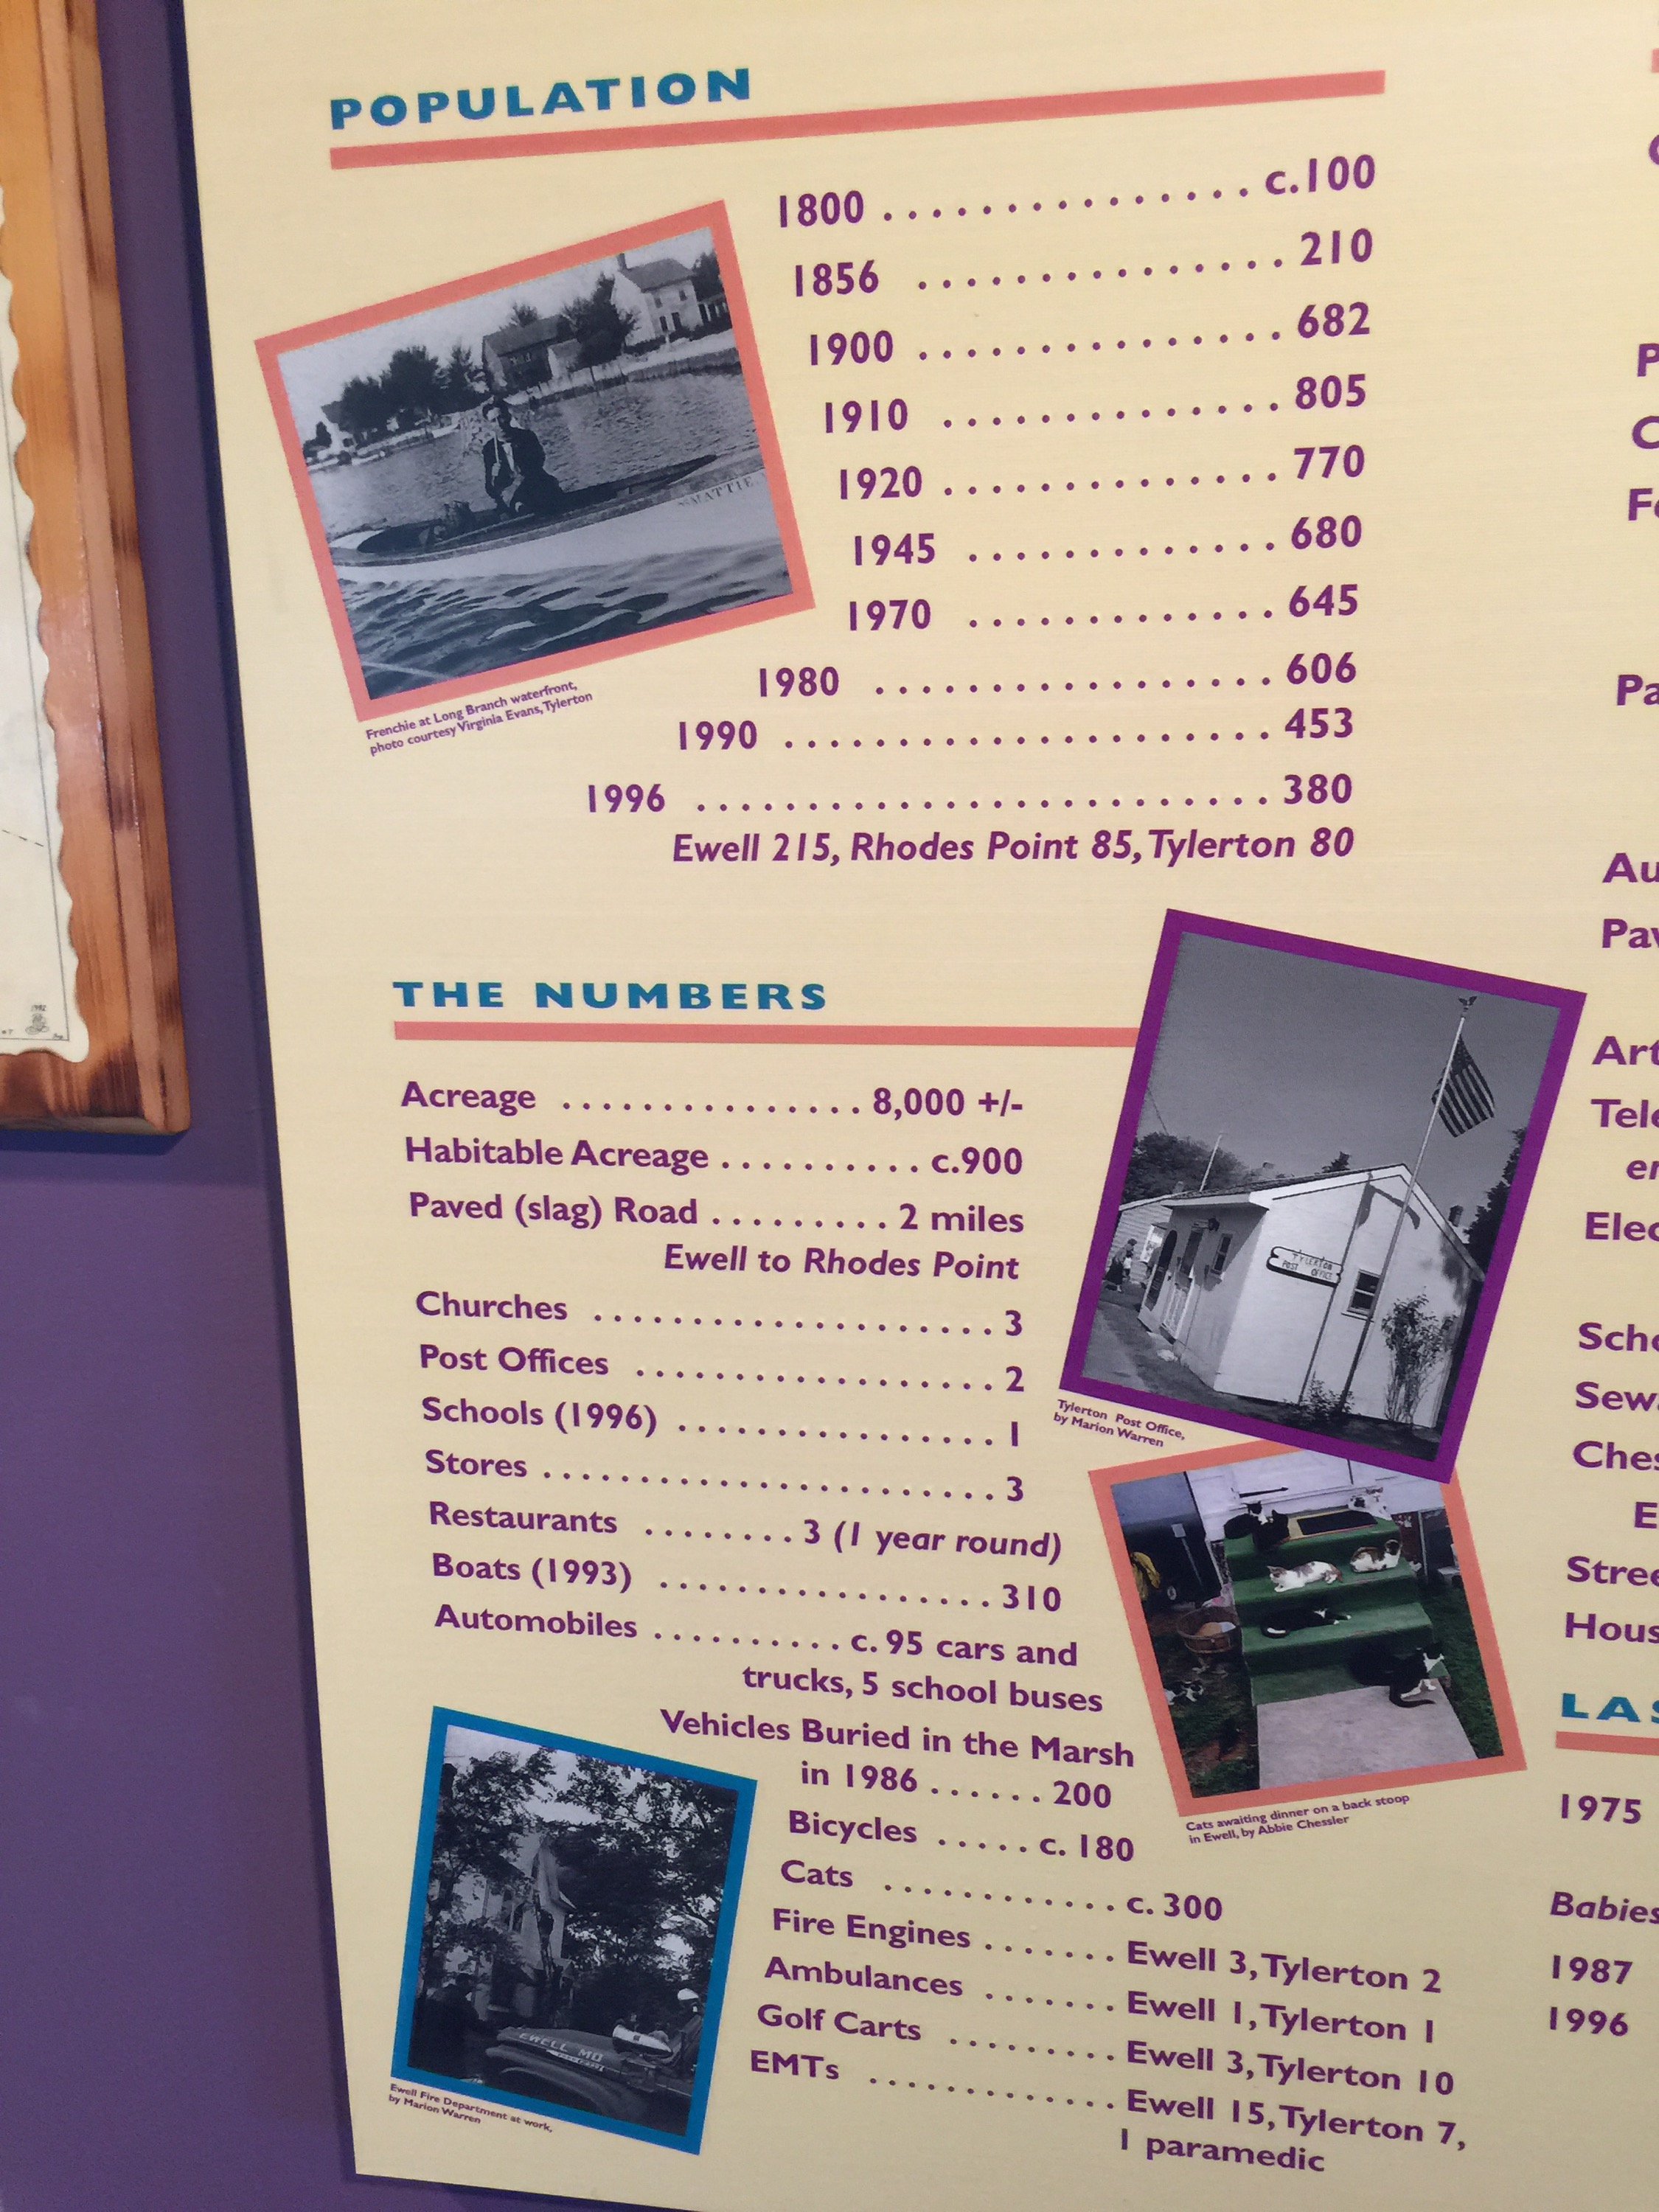 POPULATION
1800 ............... c.100
1856 ............... 210
1900 ............... 682
1910 ............... 805
1920 .............. 770
1945 ............. 680
1970 ............. 645
1980 .................. 606
1990 ...................... 453
1996 ......................... 380
Ewell 215, Rhodes Point 85, Tylerton 80
MATTIE
Frenchie at Long Branch waterfront,
photo courtesy Virginia Evans, Tylerton
THE NUMBERS
Acreage ............... 8,000 +/-
Habitable Acreage .......... c.900
Paved (slag) Road ......... 2 miles
Ewell to Rhodes Point
Churches .................... 3
Post Offices .................. 2
Schools (1996) ................ 1
Stores ....................... 3
Restaurants ........ 3 (1 year round)
Boats (1993) ................. 310
Automobiles .......... c. 95 cars and
trucks, 5 school buses
Vehicles Buried in the Marsh
in 1986 ...... 200
Bicycles ..... c. 180
Cats ............ c. 300
Fire Engines ....... Ewell 3, Tylerton 2
Ambulances ....... Ewell 1, Tylerton 1
Golf Carts ......... Ewell 3, Tylerton 10
EMTs ............ Ewell 15, Tylerton 7,
1 paramedic
TYLERTON
POST OFFICE
Tylerton Post Office,
by Marion Warren
Cats awaiting dinner on a back stoop
in Ewell, by Abbie Chessler
EWELL MD
Ewell Fire Department at work,
by Marion Warren
1975
Babies
1987
1996